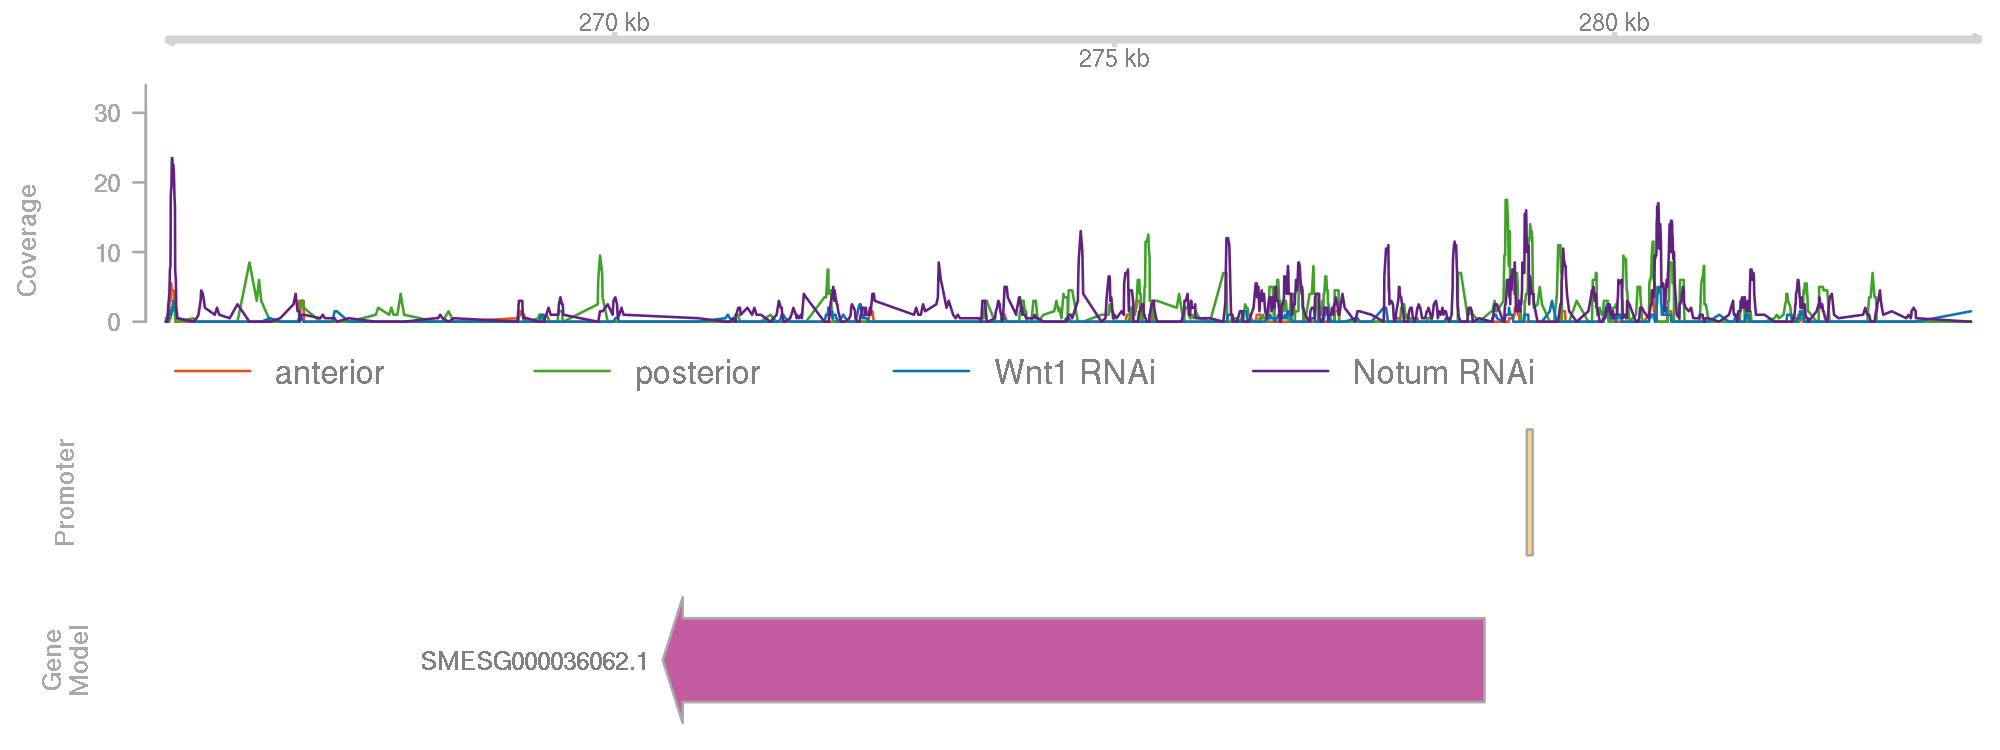 270 kb
280 kb
275 kb
Coverage
30
20
10
0
anterior posterior Wnt1 RNAi Notum RNAi
Promoter
Gene
Model
SMESG000036062.1